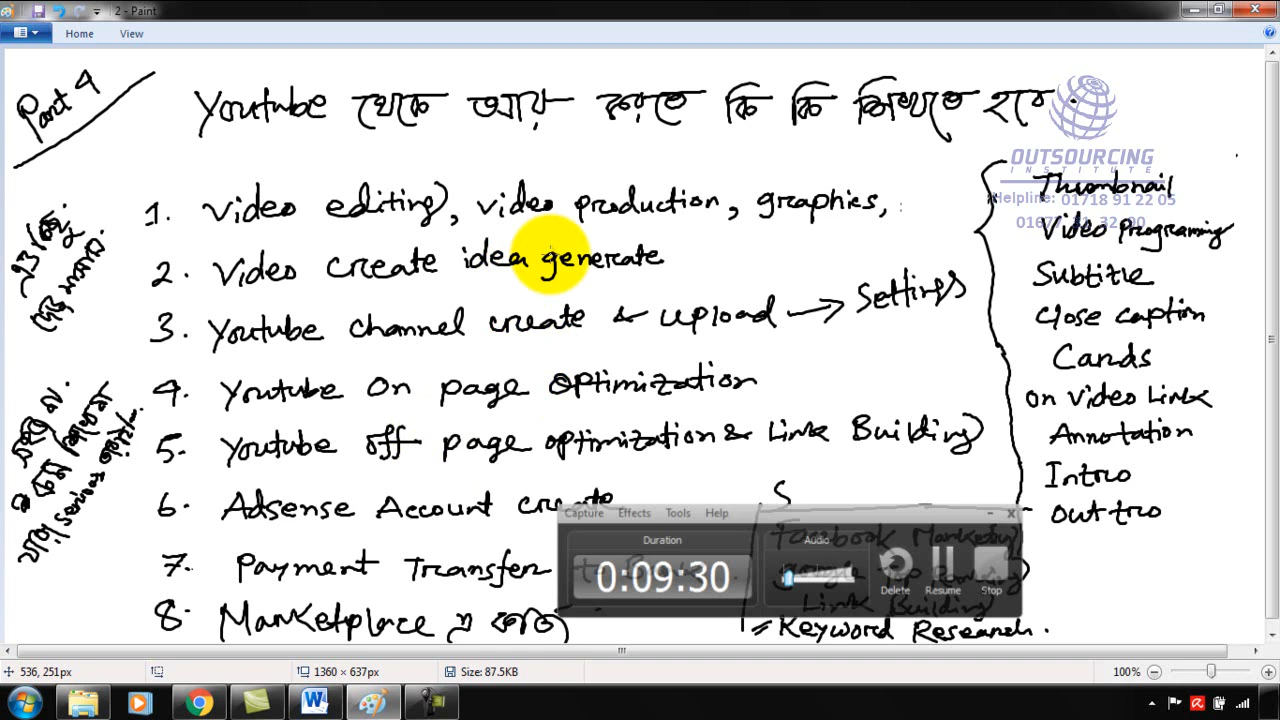 2 - Paint
Home View
Part 4
Youtube থেকে আয় করতে কি কি শিখতে হবে.
OUTSOURCING
INSTITUTE
Helpline: 01718 91 22 05
1. Video editing, video production, graphics,
2. Video create idea generate
3. Youtube channel create & upload → Settings
4. Youtube On page optimization
5. Youtube off page optimization & Link Building
6. Adsense Account create
7. Payment Transfer to
8. Marketplace
Thumbnail
Video Programing
Subtitle
Close caption
Cards
on video Link
Annotation
Intro
Outtro
Capture Effects Tools Help
Duration
0:09:30
Audio
Delete Resume Stop
S
Facebook Marketing
Link Building
= Keyword Research.
536, 251px
1360 × 637px
Size: 87.5KB
100%